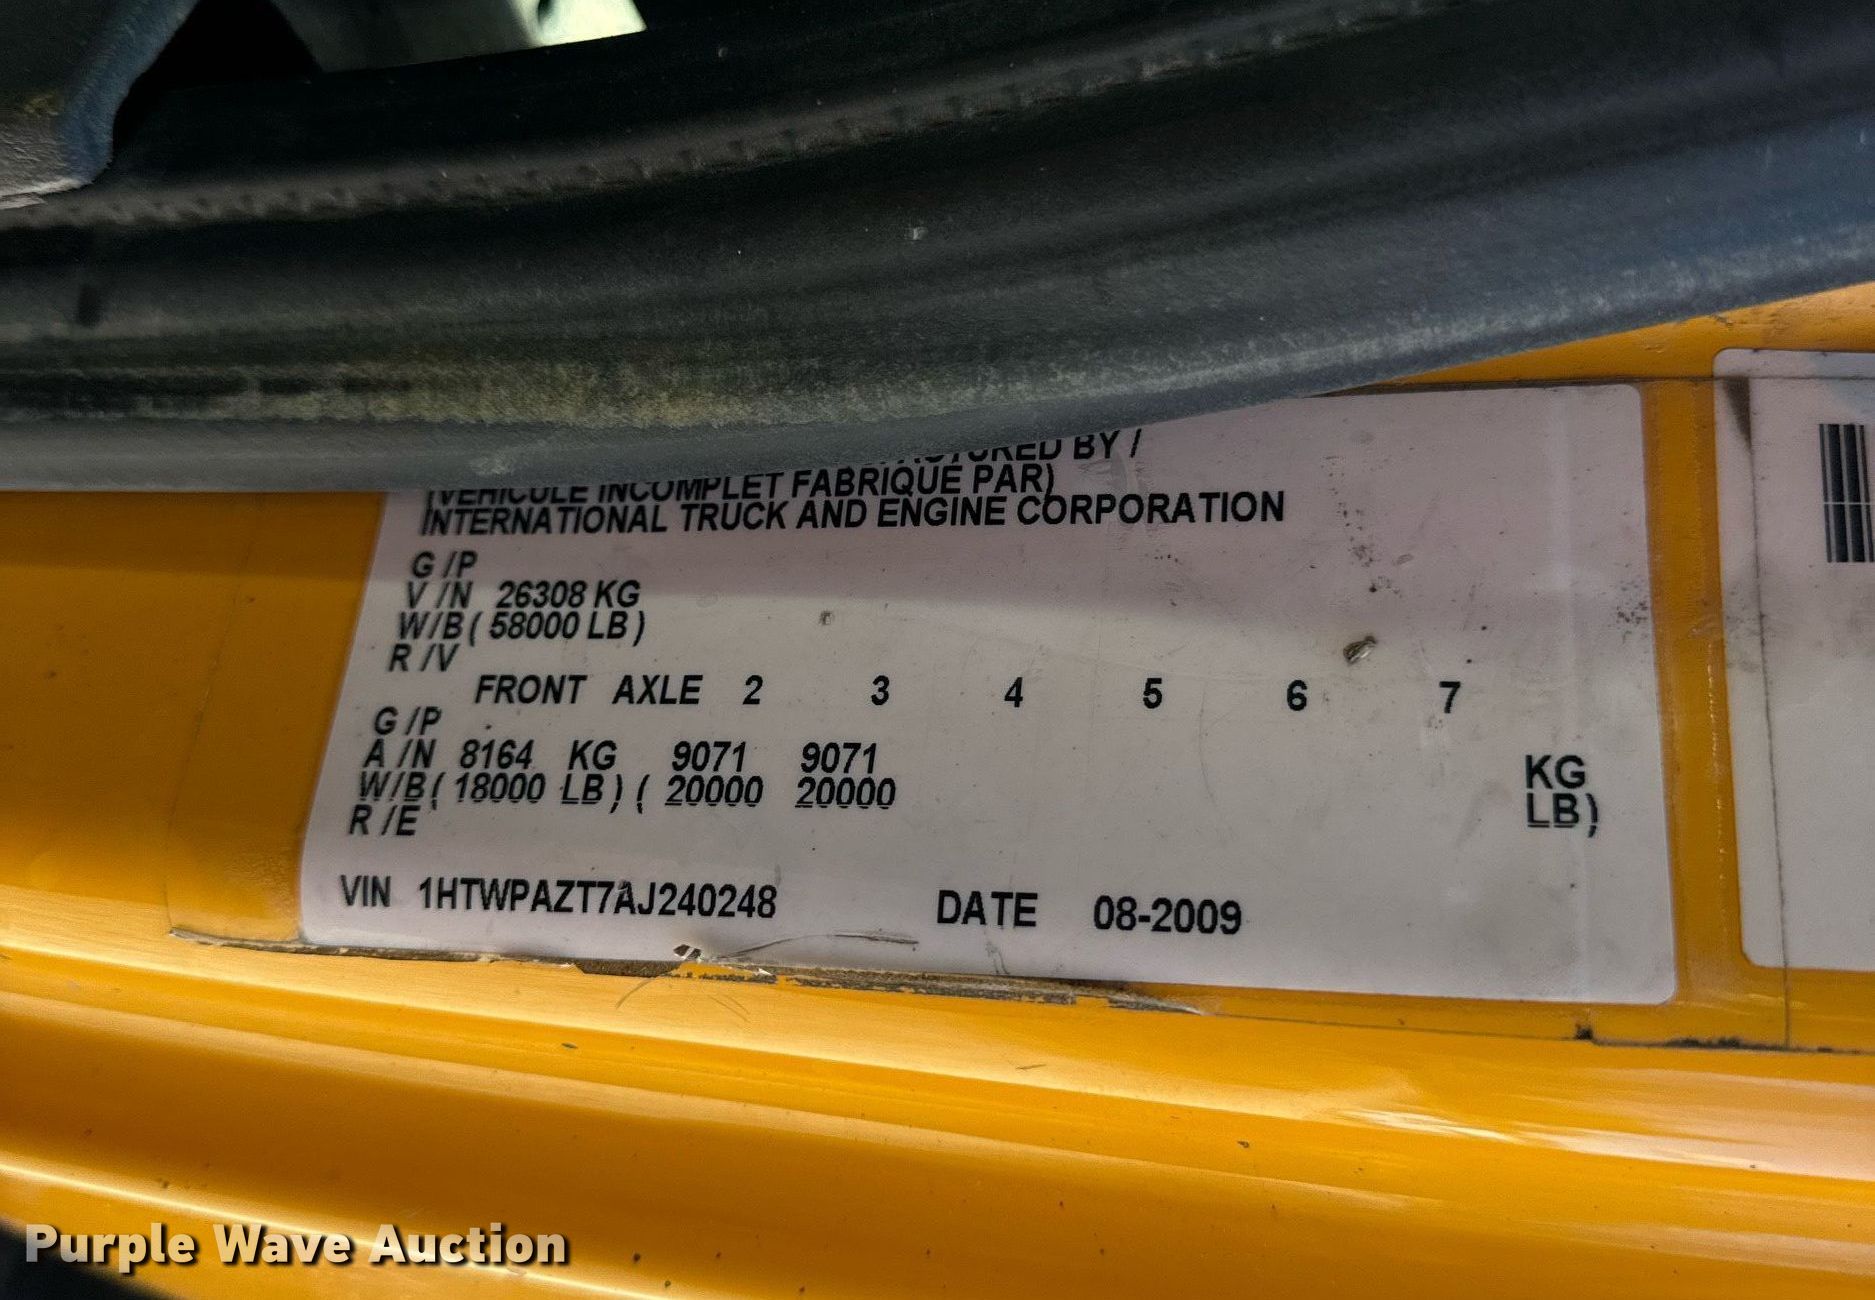 BY /
(VEHICULE INCOMPLET FABRIQUE PAR)
INTERNATIONAL TRUCK AND ENGINE CORPORATION
G /P
V /N 26308 KG
W/B ( 58000 LB )
R /V
FRONT AXLE 2 3 4 5 6 7
G /P
A /N 8164 KG 9071 9071 KG
W/B ( 18000 LB ) ( 20000 20000 LB)
R /E
VIN 1HTWPAZT7AJ240248 DATE 08-2009
Purple Wave Auction